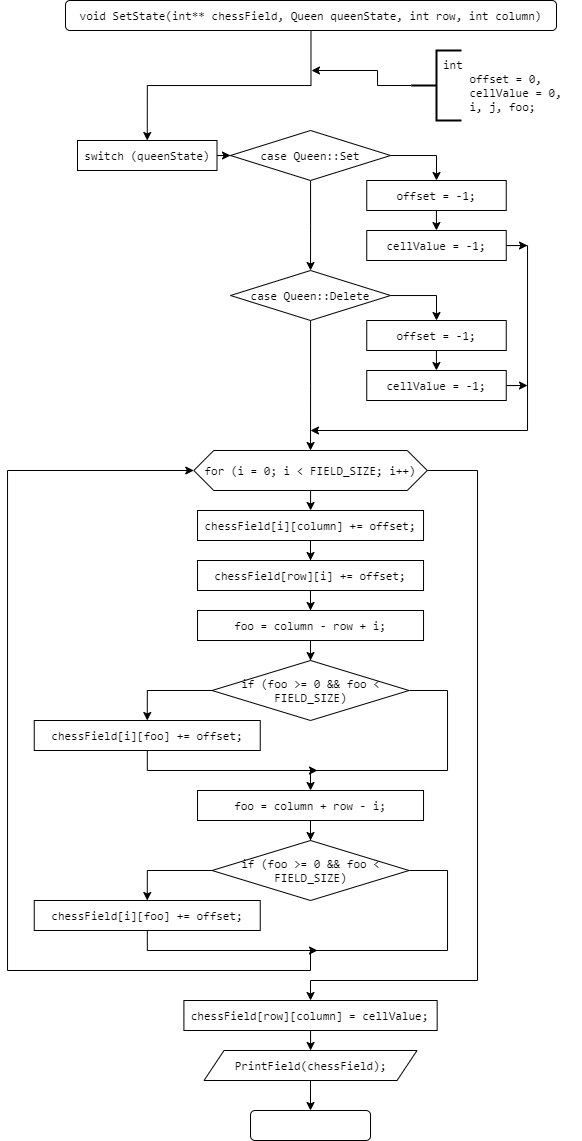 void SetState(int** chessField, Queen queenState, int row, int column)
int
offset = 0,
cellValue = 0,
i, j, foo;
switch (queenState)
case Queen::Set
offset = -1;
cellValue = -1;
case Queen::Delete
offset = -1;
cellValue = -1;
for (i = 0; i < FIELD_SIZE; i++)
chessField[i][column] += offset;
chessField[row][i] += offset;
foo = column - row + i;
if (foo >= 0 && foo <
FIELD_SIZE)
chessField[i][foo] += offset;
foo = column + row - i;
if (foo >= 0 && foo <
FIELD_SIZE)
chessField[i][foo] += offset;
chessField[row][column] = cellValue;
PrintField(chessField);